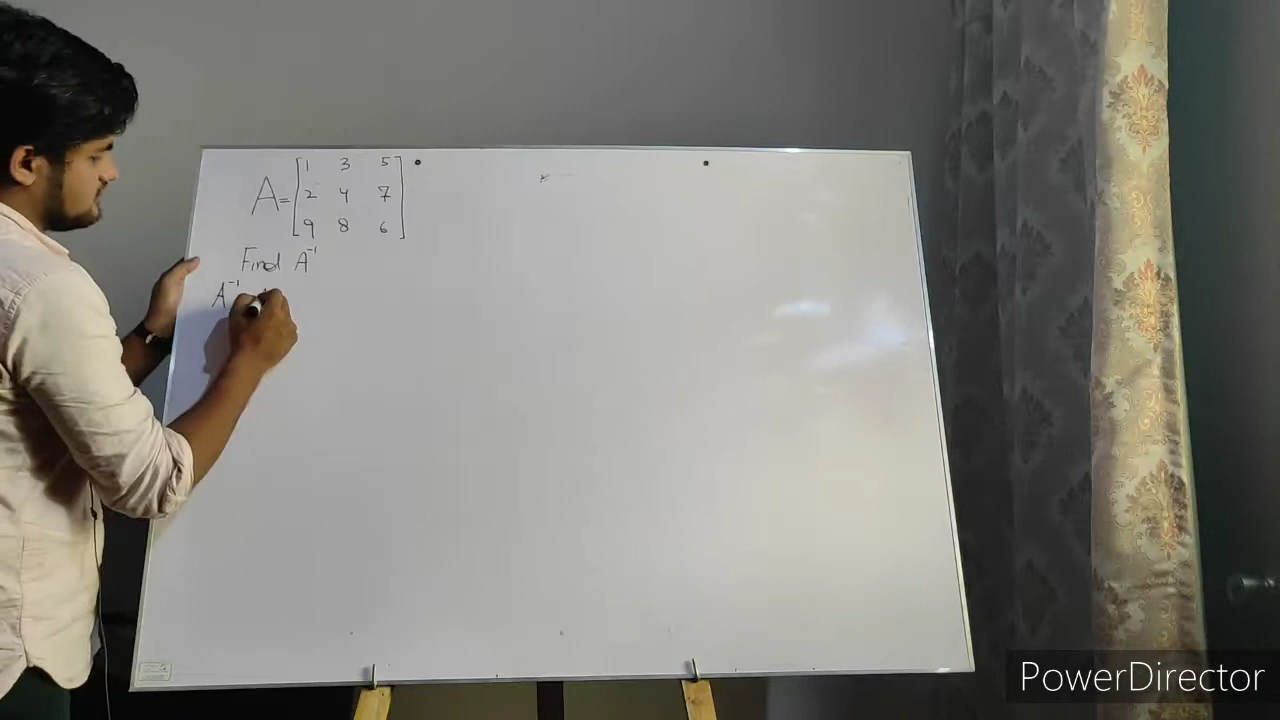 A = [1 3 5
2 4 7
9 8 6]
Find A⁻¹
A⁻¹
PowerDirector